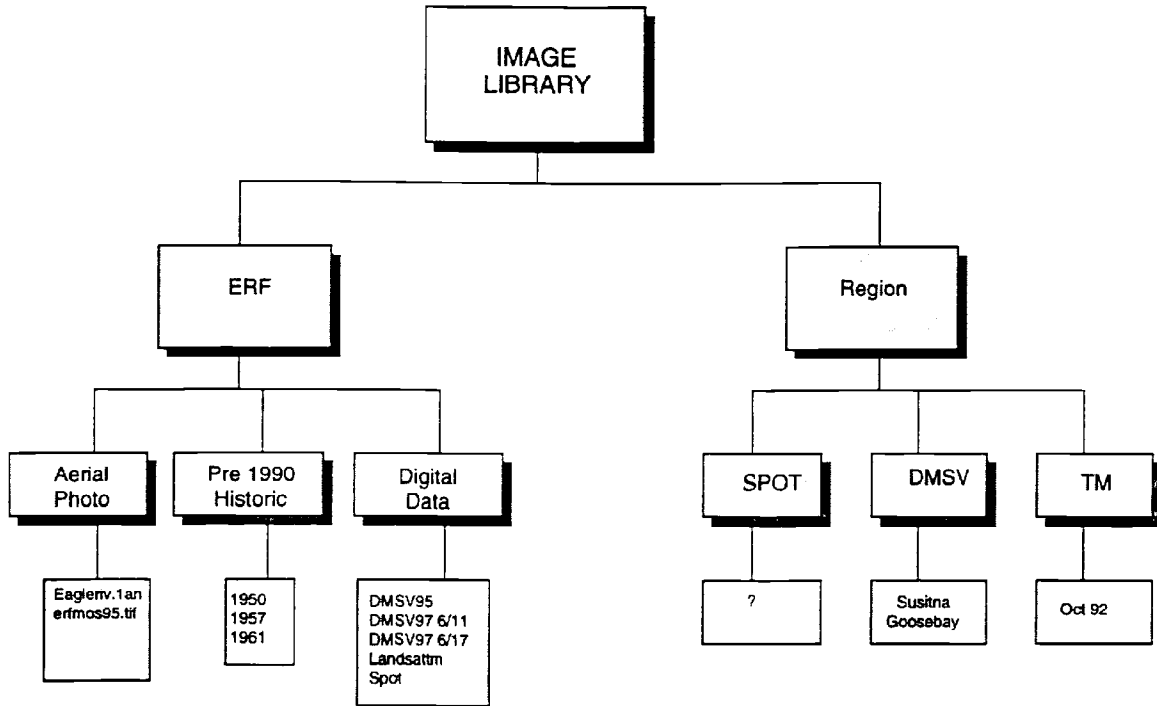 IMAGE
LIBRARY
ERF
Region
Aerial
Photo
Pre 1990
Historic
Digital
Data
SPOT
DMSV
TM
Eagleriv.1an
erfmos95.tif
1950
1957
1961
DMSV95
DMSV97 6/11
DMSV97 6/17
Landsattm
Spot
?
Susitna
Goosebay
Oct 92